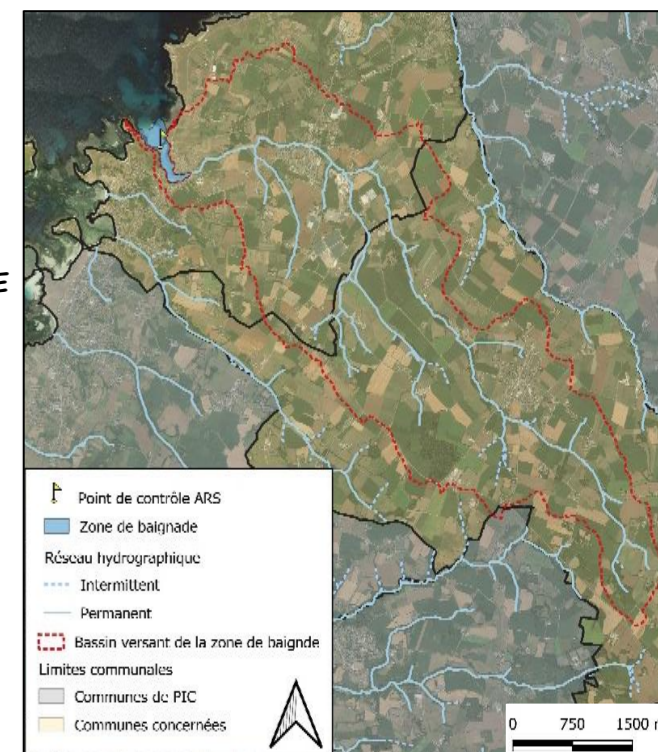 E
Point de contrôle ARS
Zone de baignade
Réseau hydrographique
Intermittent
Permanent
Bassin versant de la zone de baignde
Limites communales
Communes de PIC
Communes concernées
0 750 1500 r